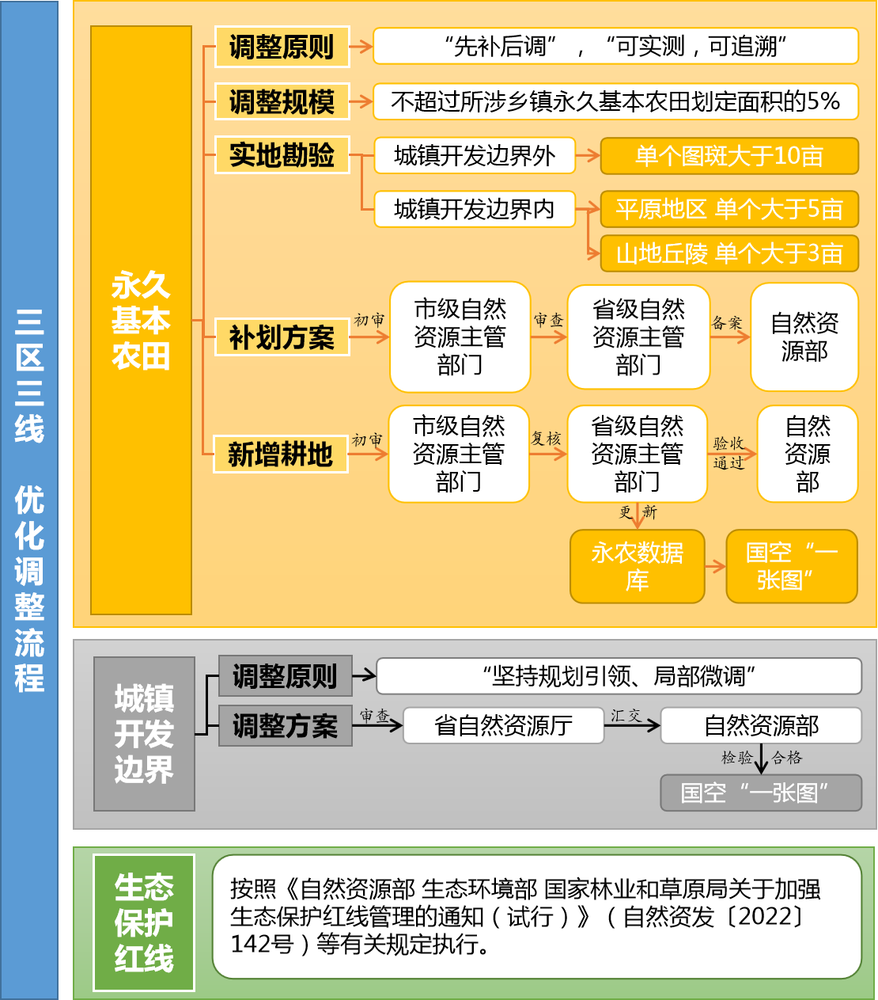 三区三线 优化调整流程
永久
基本
农田
调整原则
“先补后调”，“可实测，可追溯”
调整规模
不超过所涉乡镇永久基本农田划定面积的5%
实地勘验
城镇开发边界外
单个图斑大于10亩
城镇开发边界内
平原地区 单个大于5亩
山地丘陵 单个大于3亩
补划方案
初审
市级自然
资源主管
部门
审查
省级自然
资源主管
部门
备案
自然资
源部
新增耕地
初审
市级自然
资源主管
部门
复核
省级自然
资源主管
部门
验收
通过
自然
资源
部
更新
永农数据
库
国空“一
张图”
城镇
开发
边界
调整原则
“坚持规划引领、局部微调”
调整方案
审查
省自然资源厅
汇交
自然资源部
检验 合格
国空“一张图”
生态
保护
红线
按照《自然资源部 生态环境部 国家林业和草原局关于加强
生态保护红线管理的通知（试行）》（自然资发〔2022〕
142号）等有关规定执行。